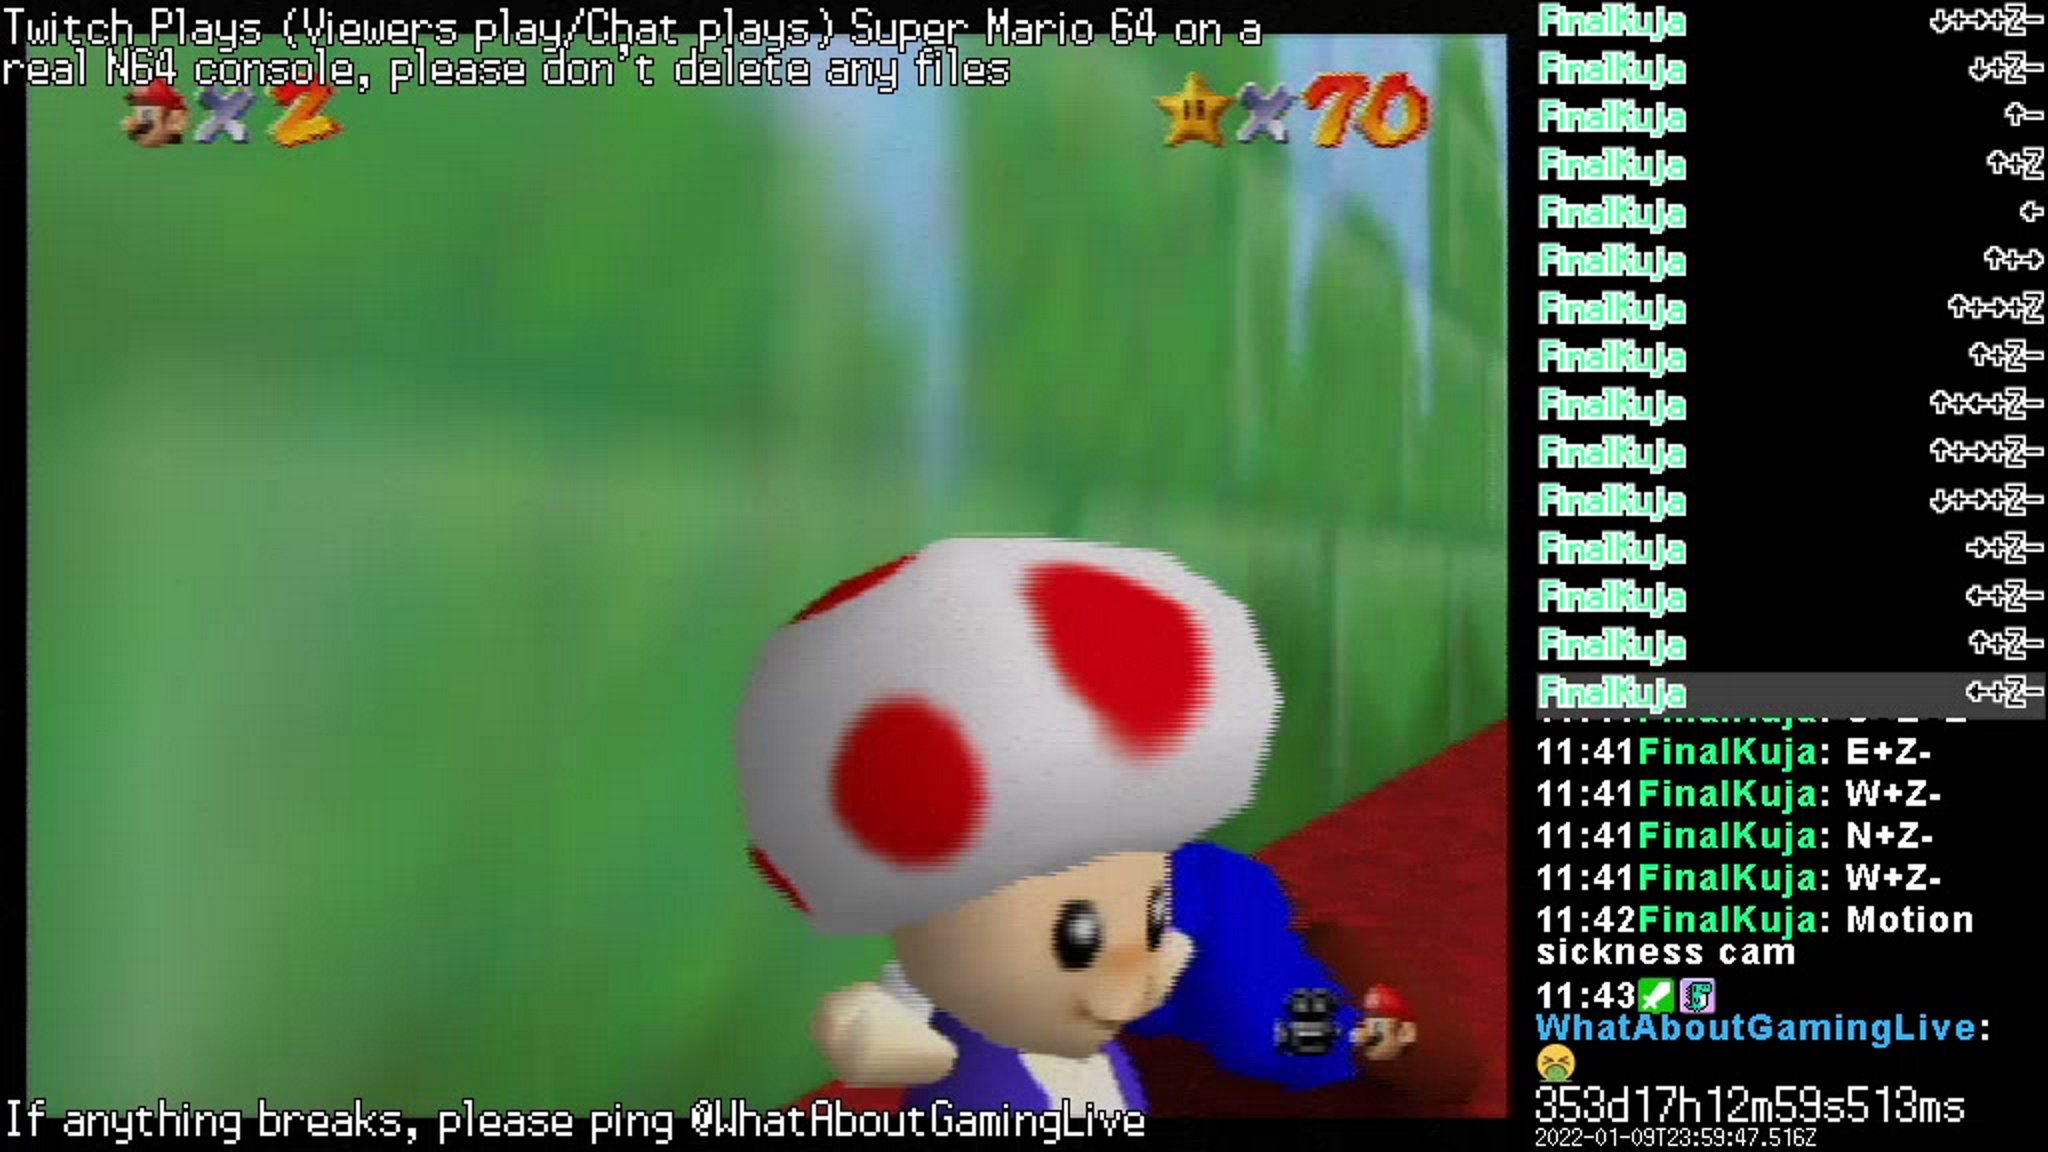 Twitch Plays (Viewers play/Chat plays) Super Mario 64 on a
real N64 console, please don't delete any files
x 2
x 70
FinalKuja ↓+→+Z-
FinalKuja ↓+Z-
FinalKuja ↑-
FinalKuja ↑+Z
FinalKuja ←
FinalKuja ↑+→
FinalKuja ↑+→+Z
FinalKuja ↑+Z-
FinalKuja ↑+←+Z-
FinalKuja ↑+→+Z-
FinalKuja ↓+→+Z-
FinalKuja →+Z-
FinalKuja ←+Z-
FinalKuja ↑+Z-
FinalKuja ←+Z-
11:41FinalKuja: E+Z-
11:41FinalKuja: W+Z-
11:41FinalKuja: N+Z-
11:41FinalKuja: W+Z-
11:42FinalKuja: Motion
sickness cam
11:43
WhatAboutGamingLive:
353d17h12m59s513ms
2022-01-09T23:59:47.516Z
If anything breaks, please ping @WhatAboutGamingLive